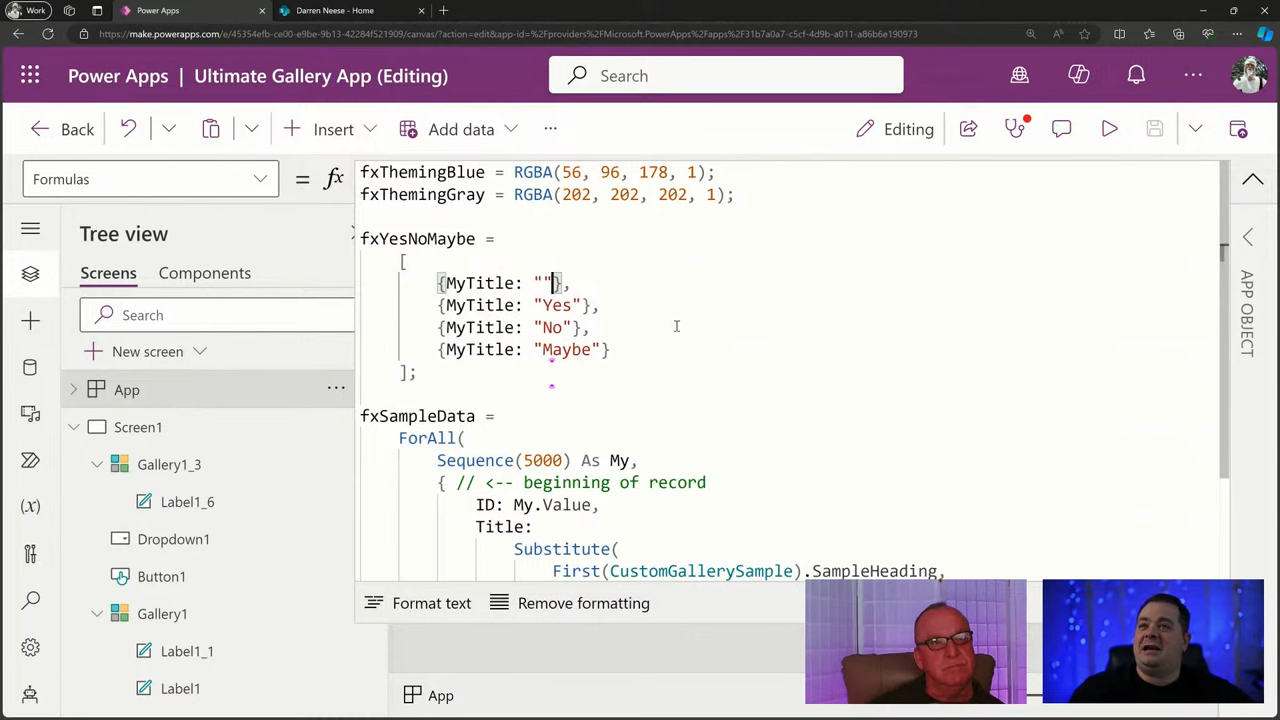 Work
Power Apps
Darren Neese - Home
https://make.powerapps.com/e/45354efb-ce00-e9be-9b13-42284f521909/canvas/?action=edit&app-id=%2Fproviders%2FMicrosoft.PowerApps%2Fapps%2F31b7a0a7-c5cf-4d9b-a011-a86b6e190973
Power Apps | Ultimate Gallery App (Editing)
Search
Back
Insert
Add data
Editing
Formulas
= fx
fxThemingBlue = RGBA(56, 96, 178, 1);
fxThemingGray = RGBA(202, 202, 202, 1);
fxYesNoMaybe =
[
{MyTitle: ""},
{MyTitle: "Yes"},
{MyTitle: "No"},
{MyTitle: "Maybe"}
];
fxSampleData =
ForAll(
Sequence(5000) As My,
{ // <-- beginning of record
ID: My.Value,
Title:
Substitute(
First(CustomGallerySample).SampleHeading,
Format text
Remove formatting
Tree view
Screens
Components
Search
New screen
App
Screen1
Gallery1_3
Label1_6
Dropdown1
Button1
Gallery1
Label1_1
Label1
App
APP OBJECT